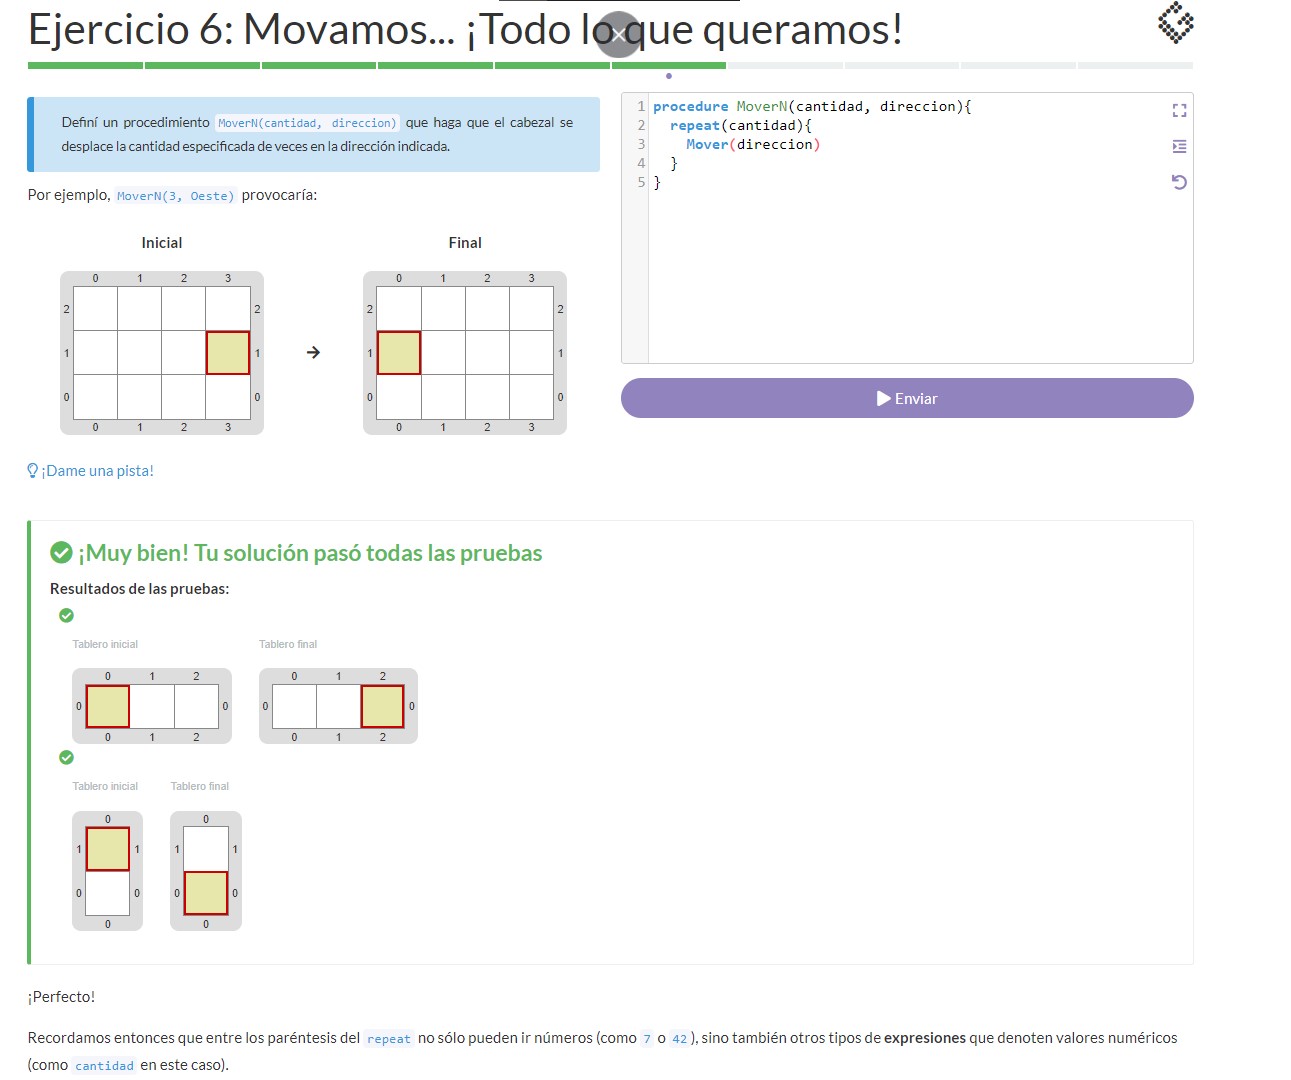 Ejercicio 6: Movamos... ¡Todo lo que queramos!
Definí un procedimiento MoverN(cantidad, direccion) que haga que el cabezal se
desplace la cantidad especificada de veces en la dirección indicada.
Por ejemplo, MoverN(3, Oeste) provocaría:
Inicial
Final
0 1 2 3
0 1 2 3
2 2
2 2
1 1
1 1
0 0
0 0
0 1 2 3
0 1 2 3
¡Dame una pista!
1 procedure MoverN(cantidad, direccion){
2 repeat(cantidad){
3 Mover(direccion)
4 }
5 }
Enviar
¡Muy bien! Tu solución pasó todas las pruebas
Resultados de las pruebas:
Tablero inicial
Tablero final
0 1 2
0 1 2
0 0
0 0
0 1 2
0 1 2
Tablero inicial
Tablero final
0
0
1 1
1 1
0 0
0 0
0
0
¡Perfecto!
Recordamos entonces que entre los paréntesis del repeat no sólo pueden ir números (como 7 o 42 ), sino también otros tipos de expresiones que denoten valores numéricos
(como cantidad en este caso).